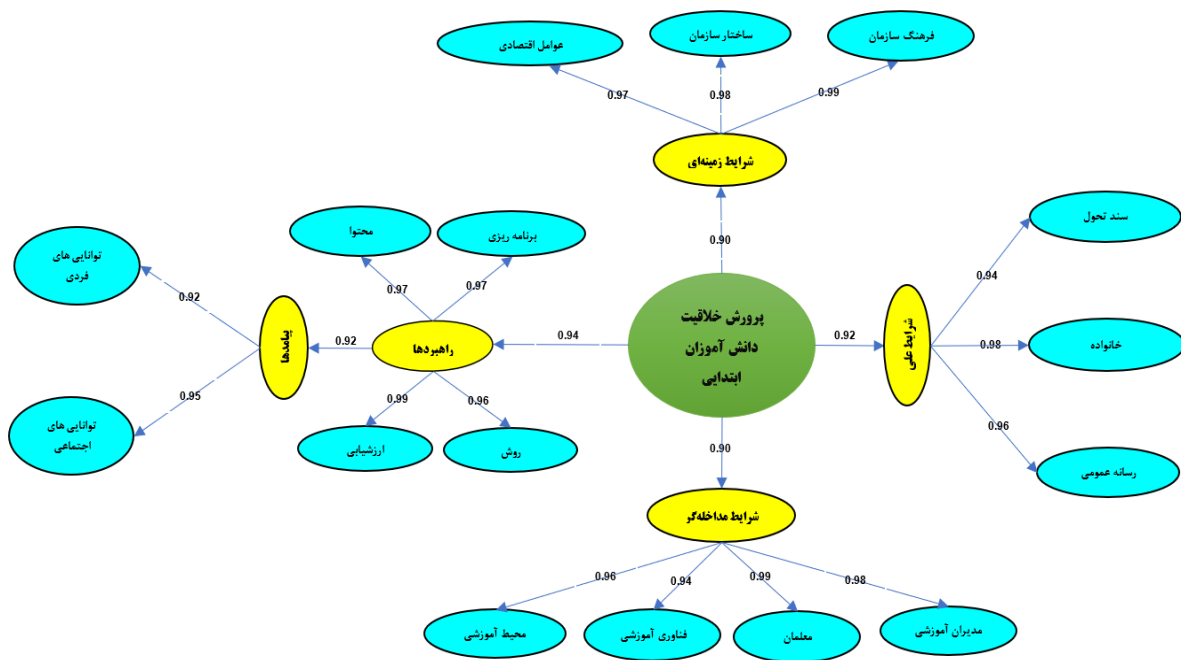 فرهنگ سازمان
ساختار سازمان
عوامل اقتصادی
0.99
0.98
0.97
شرایط زمینه‌ای
0.90
سند تحول
0.94
خانواده
0.98
رسانه عمومی
0.96
شرایط علی
0.92
پرورش خلاقیت
دانش آموزان
ابتدایی
0.94
برنامه ریزی
محتوا
0.97
0.97
راهبردها
0.96
0.99
روش
ارزشیابی
0.92
پیامدها
0.92
0.95
توانایی های
فردی
توانایی های
اجتماعی
0.90
شرایط مداخله‌گر
0.98
0.99
0.94
0.96
مدیران آموزشی
معلمان
فناوری آموزشی
محیط آموزشی